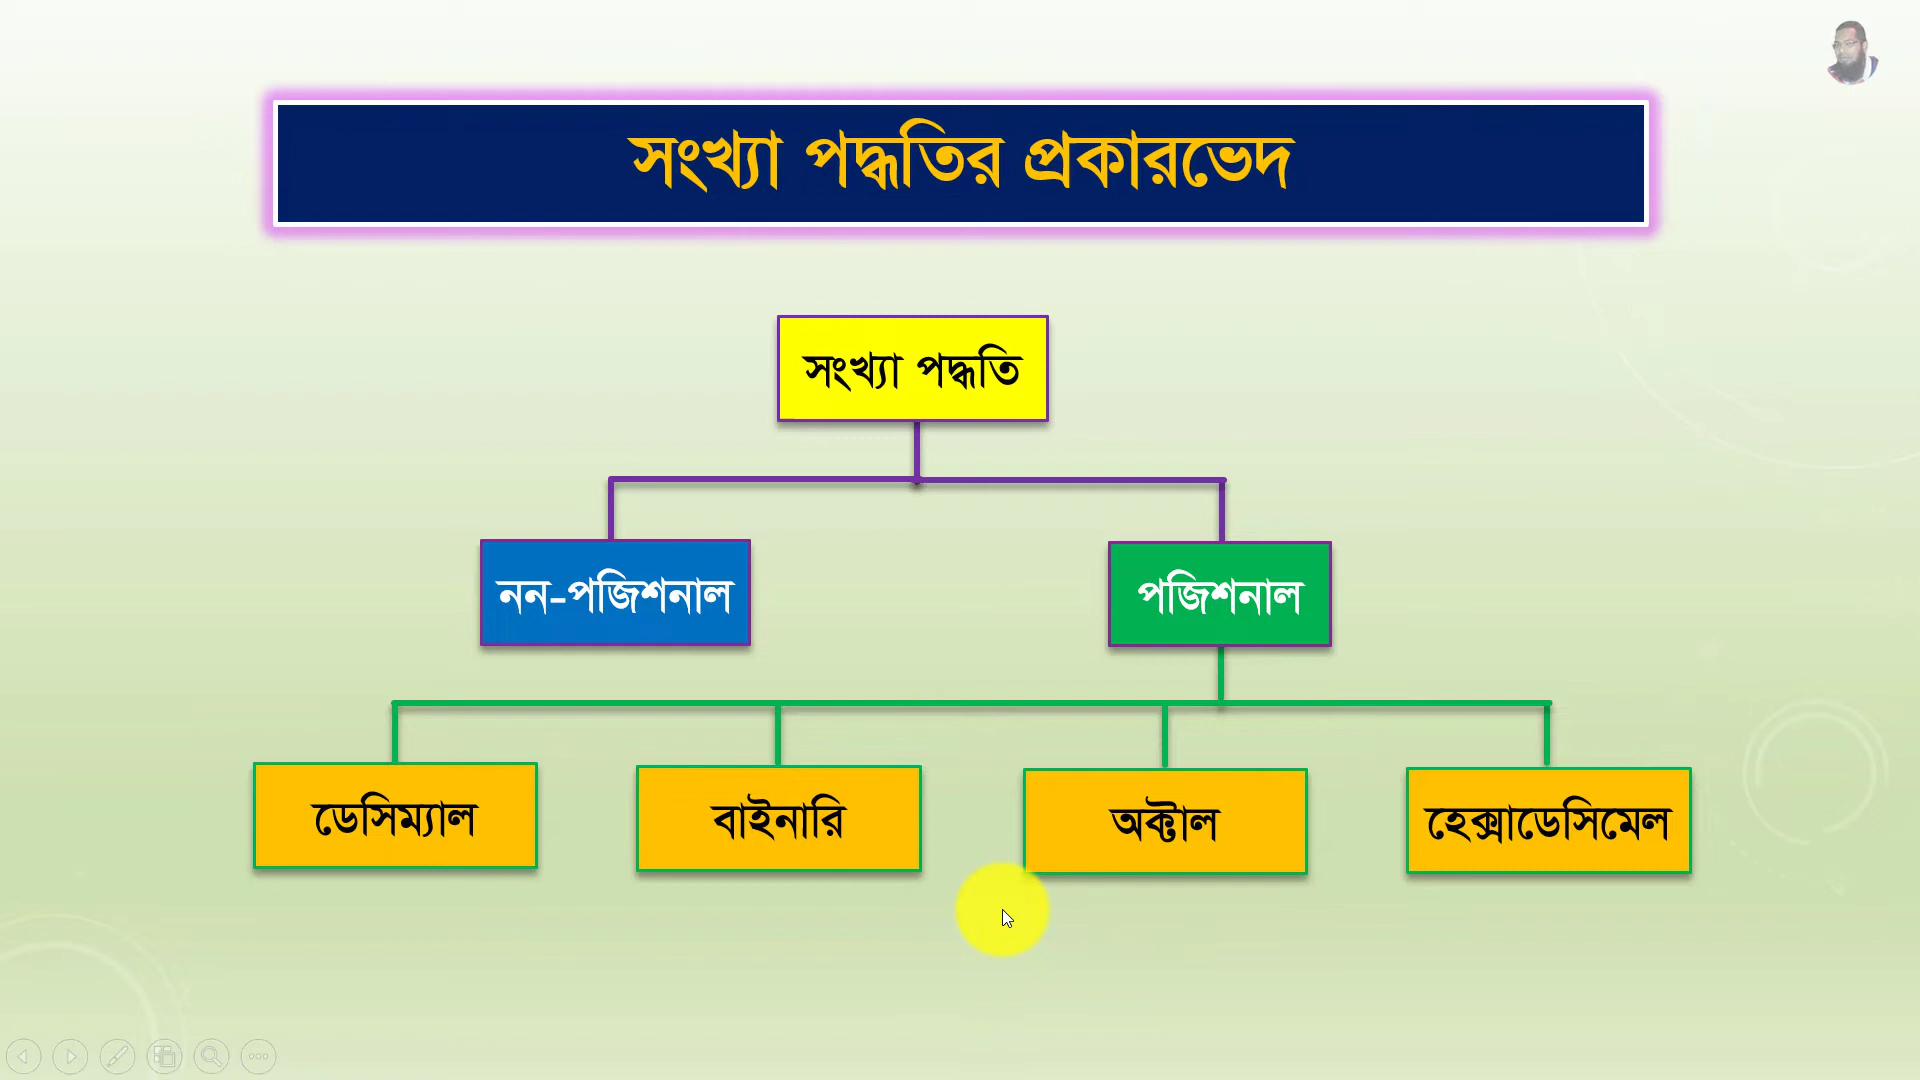 সংখ্যা পদ্ধতির প্রকারভেদ
সংখ্যা পদ্ধতি
নন-পজিশনাল
পজিশনাল
ডেসিম্যাল
বাইনারি
অক্টাল
হেক্সাডেসিমেল